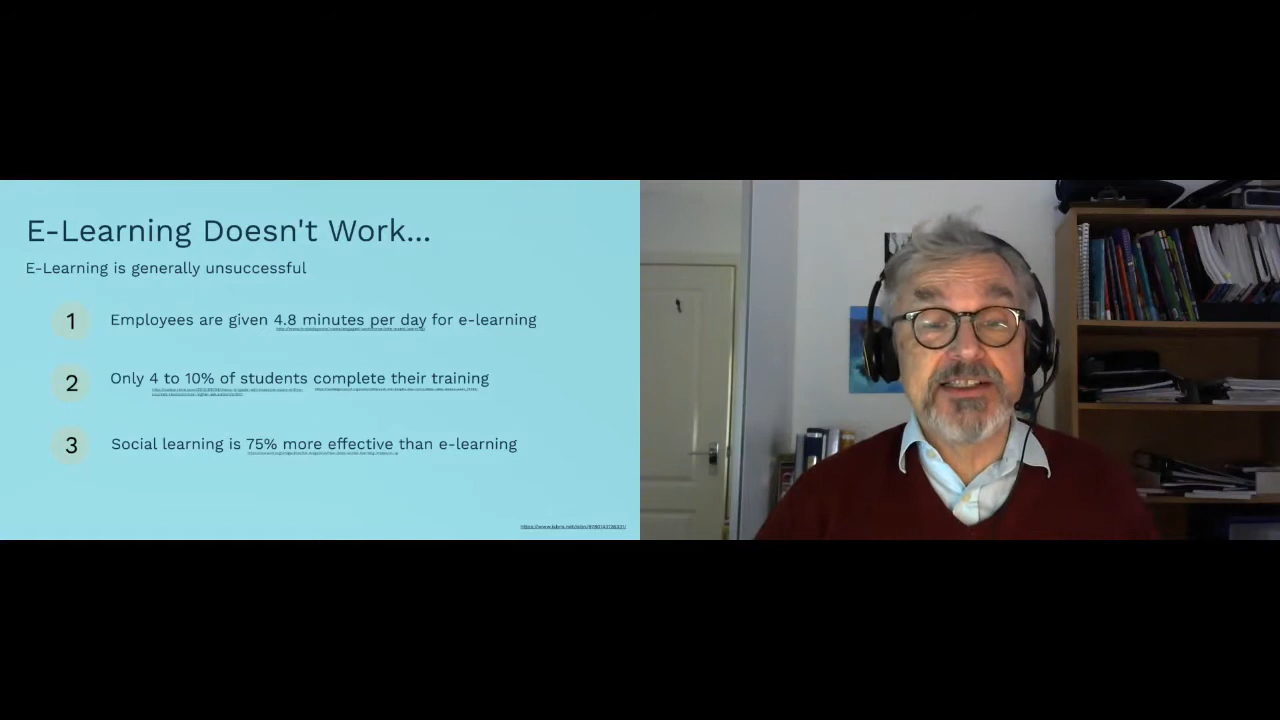 E-Learning Doesn't Work...
E-Learning is generally unsuccessful
1
Employees are given 4.8 minutes per day for e-learning
2
Only 4 to 10% of students complete their training
3
Social learning is 75% more effective than e-learning